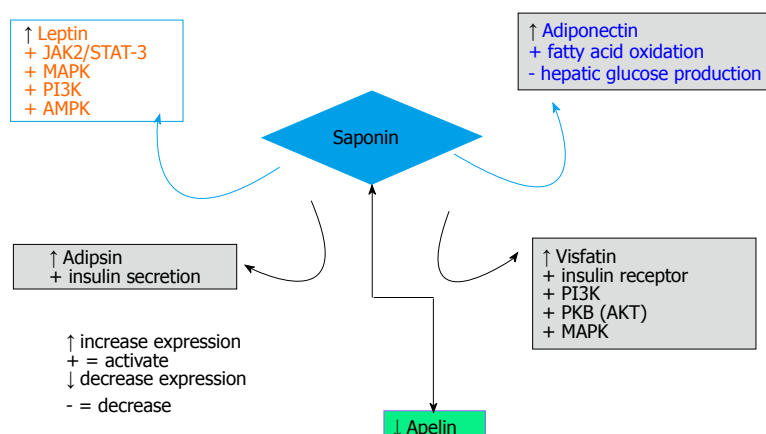 ↑ Leptin
+ JAK2/STAT-3
+ MAPK
+ PI3K
+ AMPK
↑ Adiponectin
+ fatty acid oxidation
- hepatic glucose production
Saponin
↑ Adipsin
+ insulin secretion
↑ Visfatin
+ insulin receptor
+ PI3K
+ PKB (AKT)
+ MAPK
↑ increase expression
+ = activate
↓ decrease expression
- = decrease
↓ Apelin